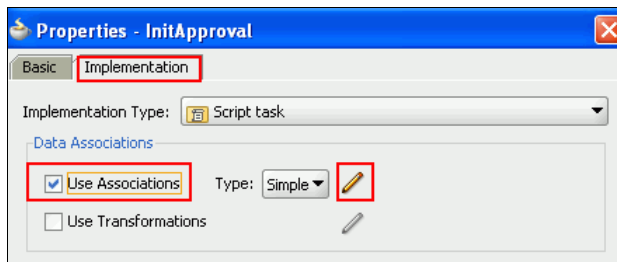 Properties - InitApproval
Basic Implementation
Implementation Type: Script task
Data Associations
Use Associations Type: Simple
Use Transformations